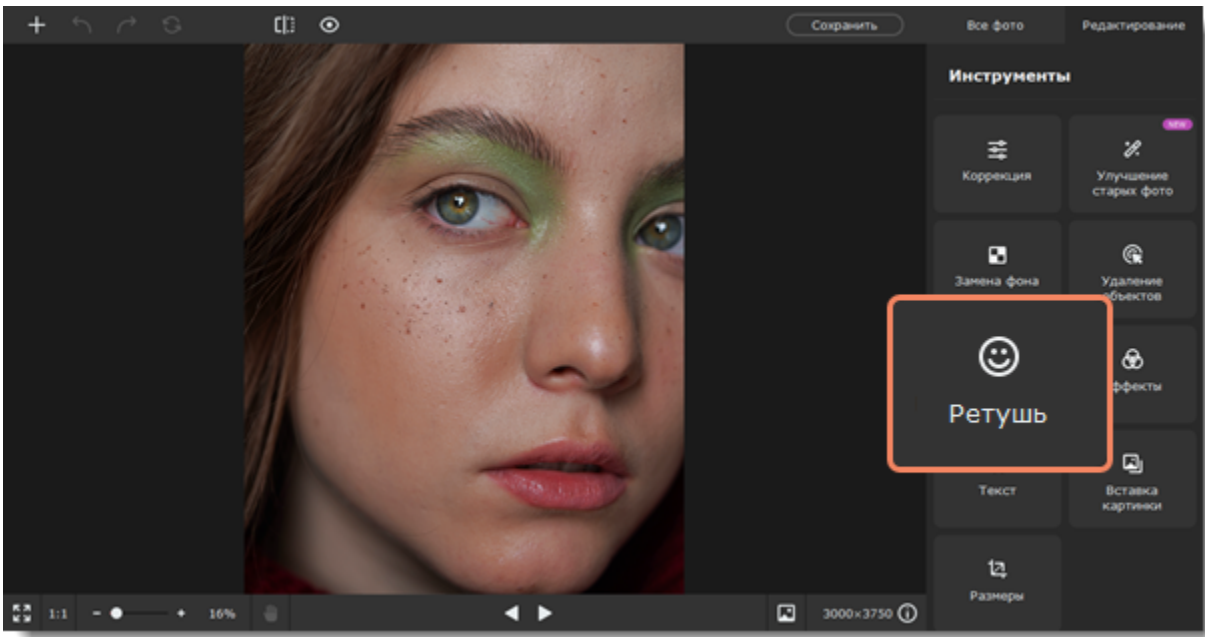 Сохранить
Все фото
Редактирование
Инструменты
NEW
Коррекция
Улучшение
старых фото
Замена фона
Удаление
объектов
Ретушь
ффекты
Текст
Вставка
картинки
Размеры
1:1
16%
3000×3750